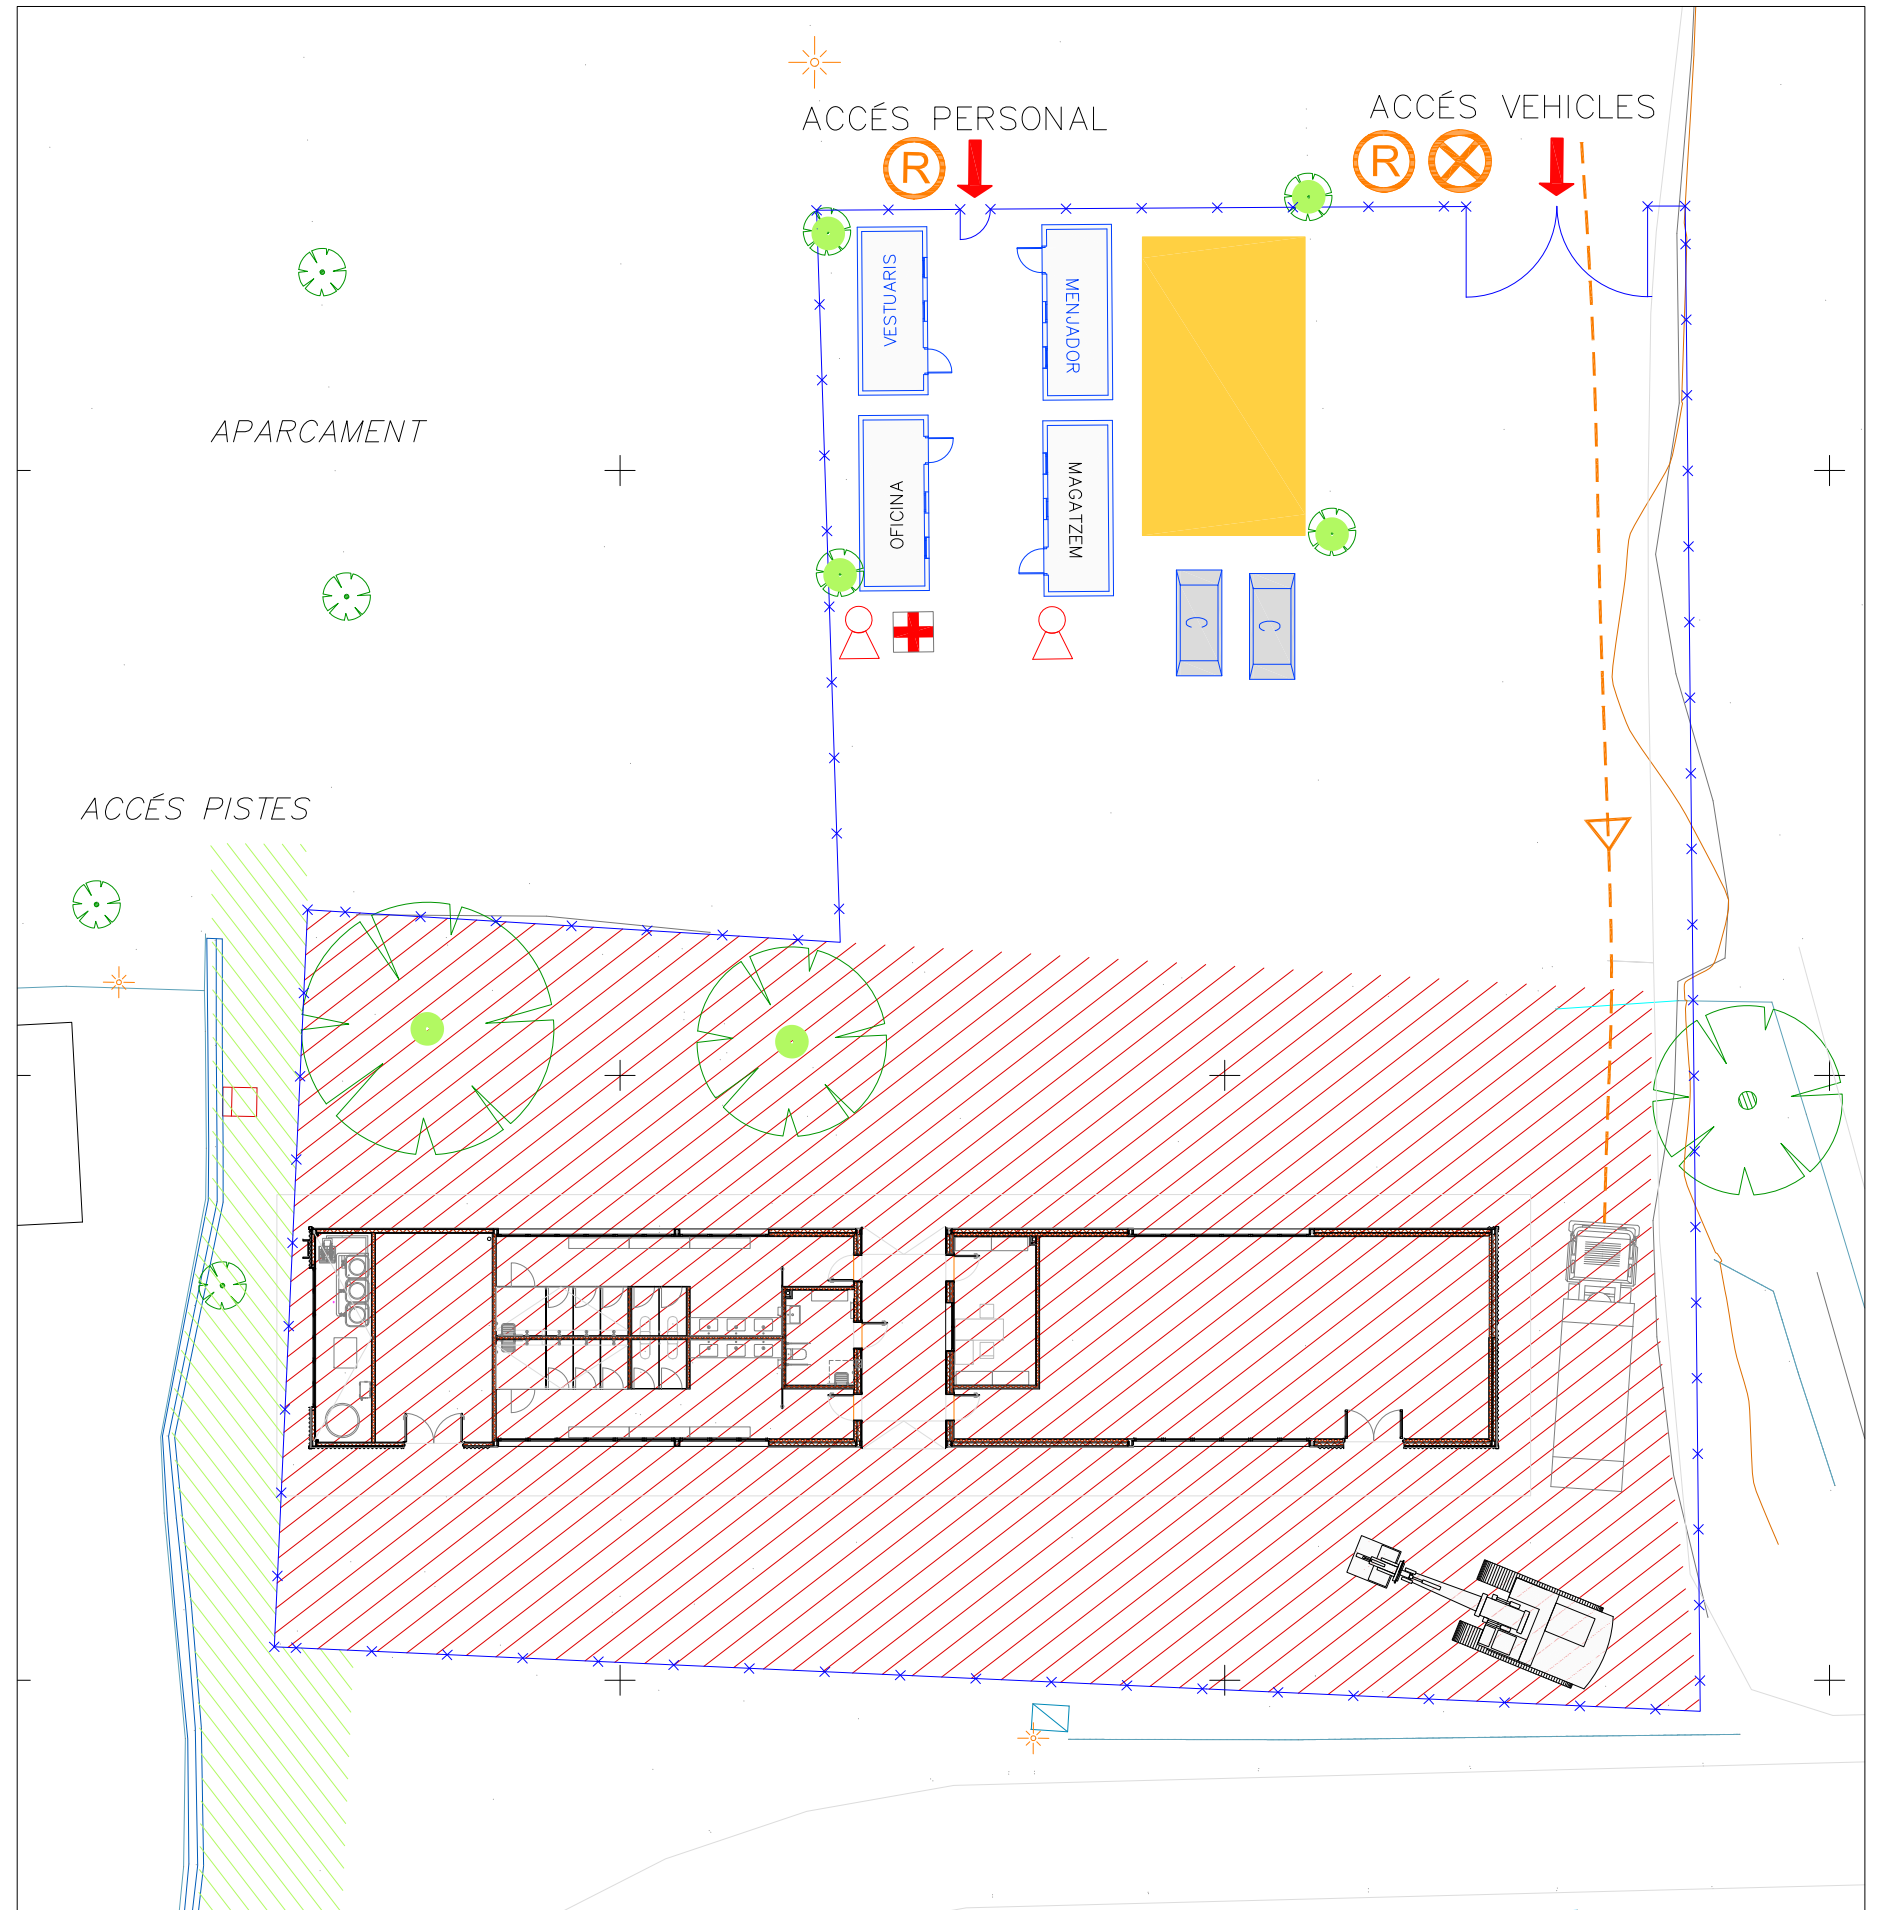 ACCÉS PERSONAL
ACCÉS VEHICLES
R
R
VESTUARIS
MENJADOR
APARCAMENT
OFICINA
MAGATZEM
C
C
ACCÉS PISTES